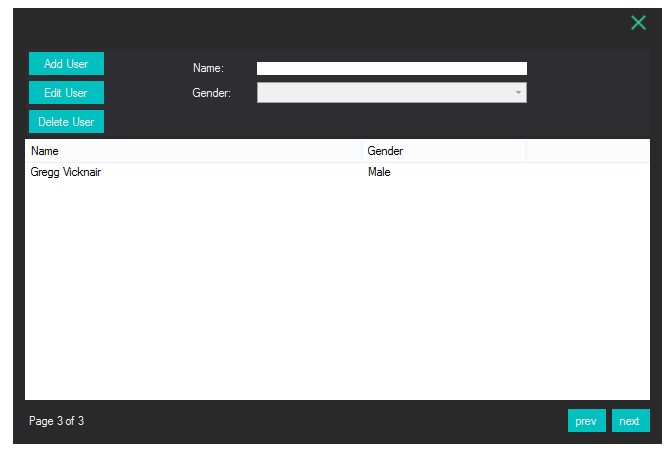 Add User
Name:
Edit User
Gender:
Delete User
Name Gender
Gregg Vicknair Male
Page 3 of 3
prev next